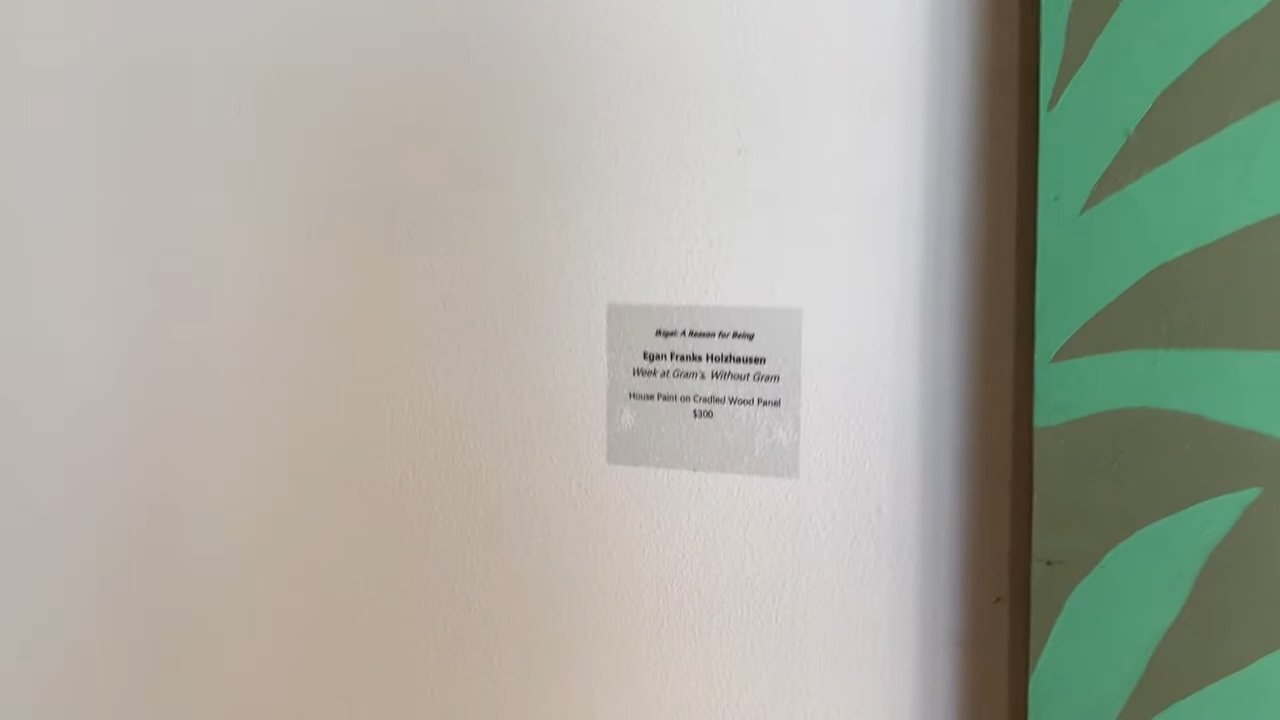 Ikigai: A Reason for Being
Egan Franks Holzhausen
Week at Gram's, Without Gram
House Paint on Cradled Wood Panel
$300